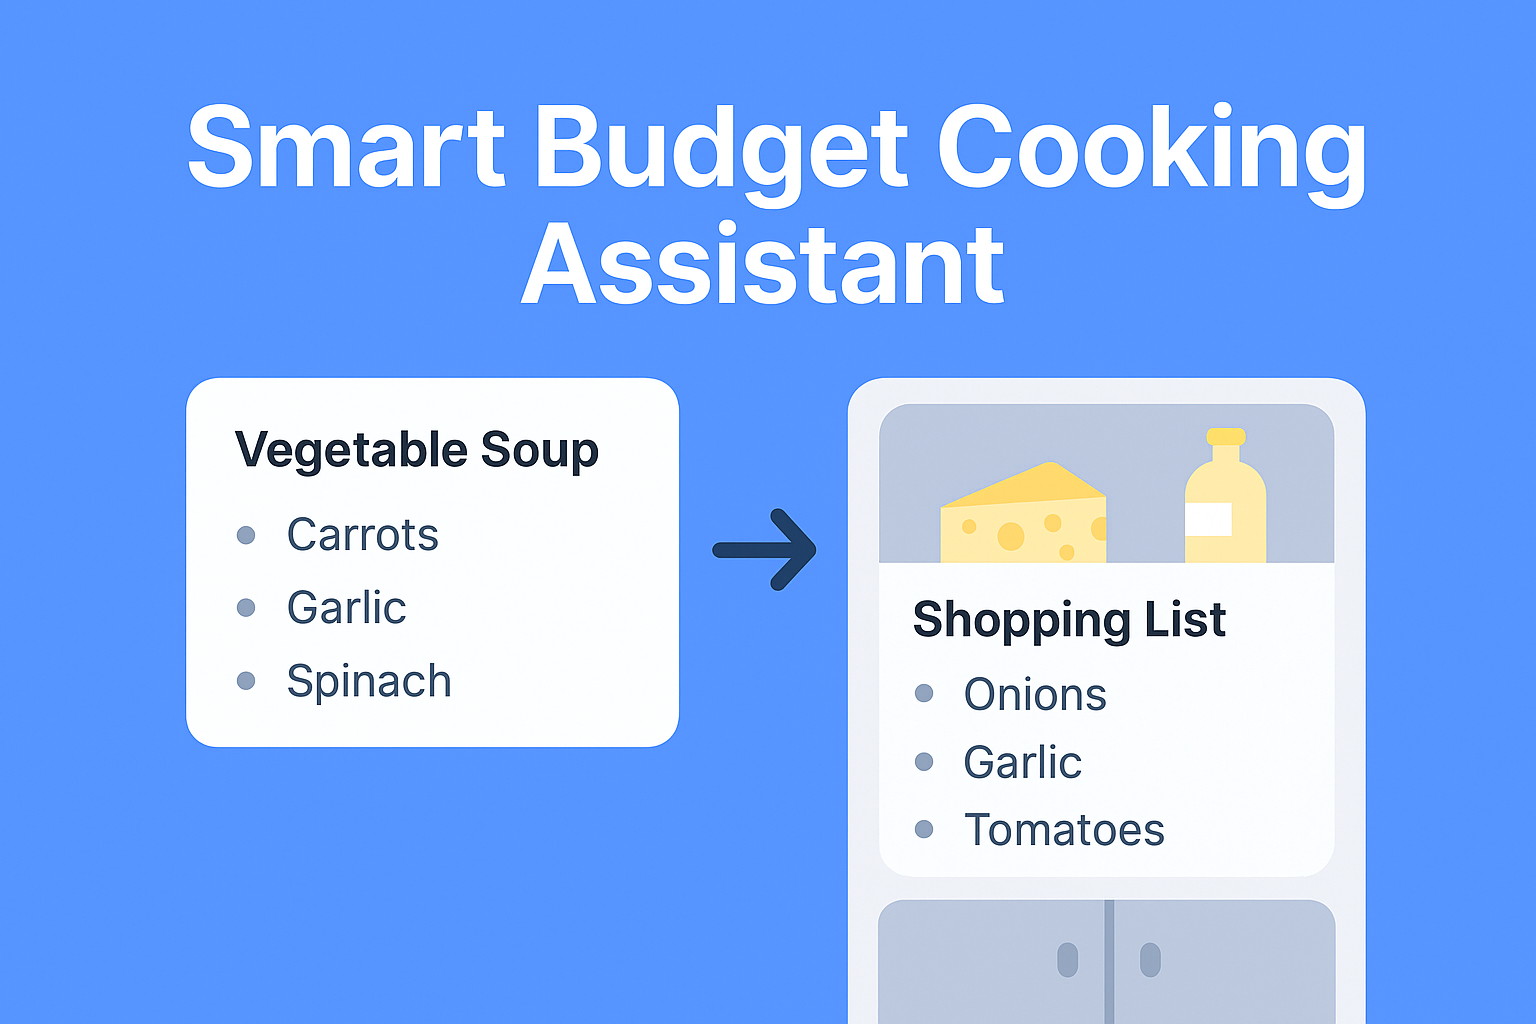 Smart Budget Cooking
Assistant
Vegetable Soup
Carrots
Garlic
Spinach
Shopping List
Onions
Garlic
Tomatoes